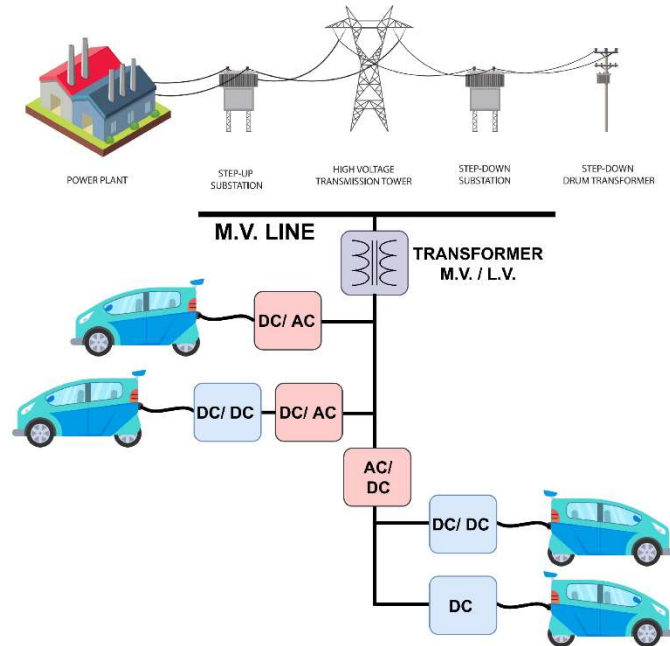 POWER PLANT
STEP-UP
SUBSTATION
HIGH VOLTAGE
TRANSMISSION TOWER
STEP-DOWN
SUBSTATION
STEP-DOWN
DRUM TRANSFORMER
M.V. LINE
TRANSFORMER
M.V. / L.V.
DC/ AC
DC/ DC
DC/ AC
AC/
DC
DC/ DC
DC